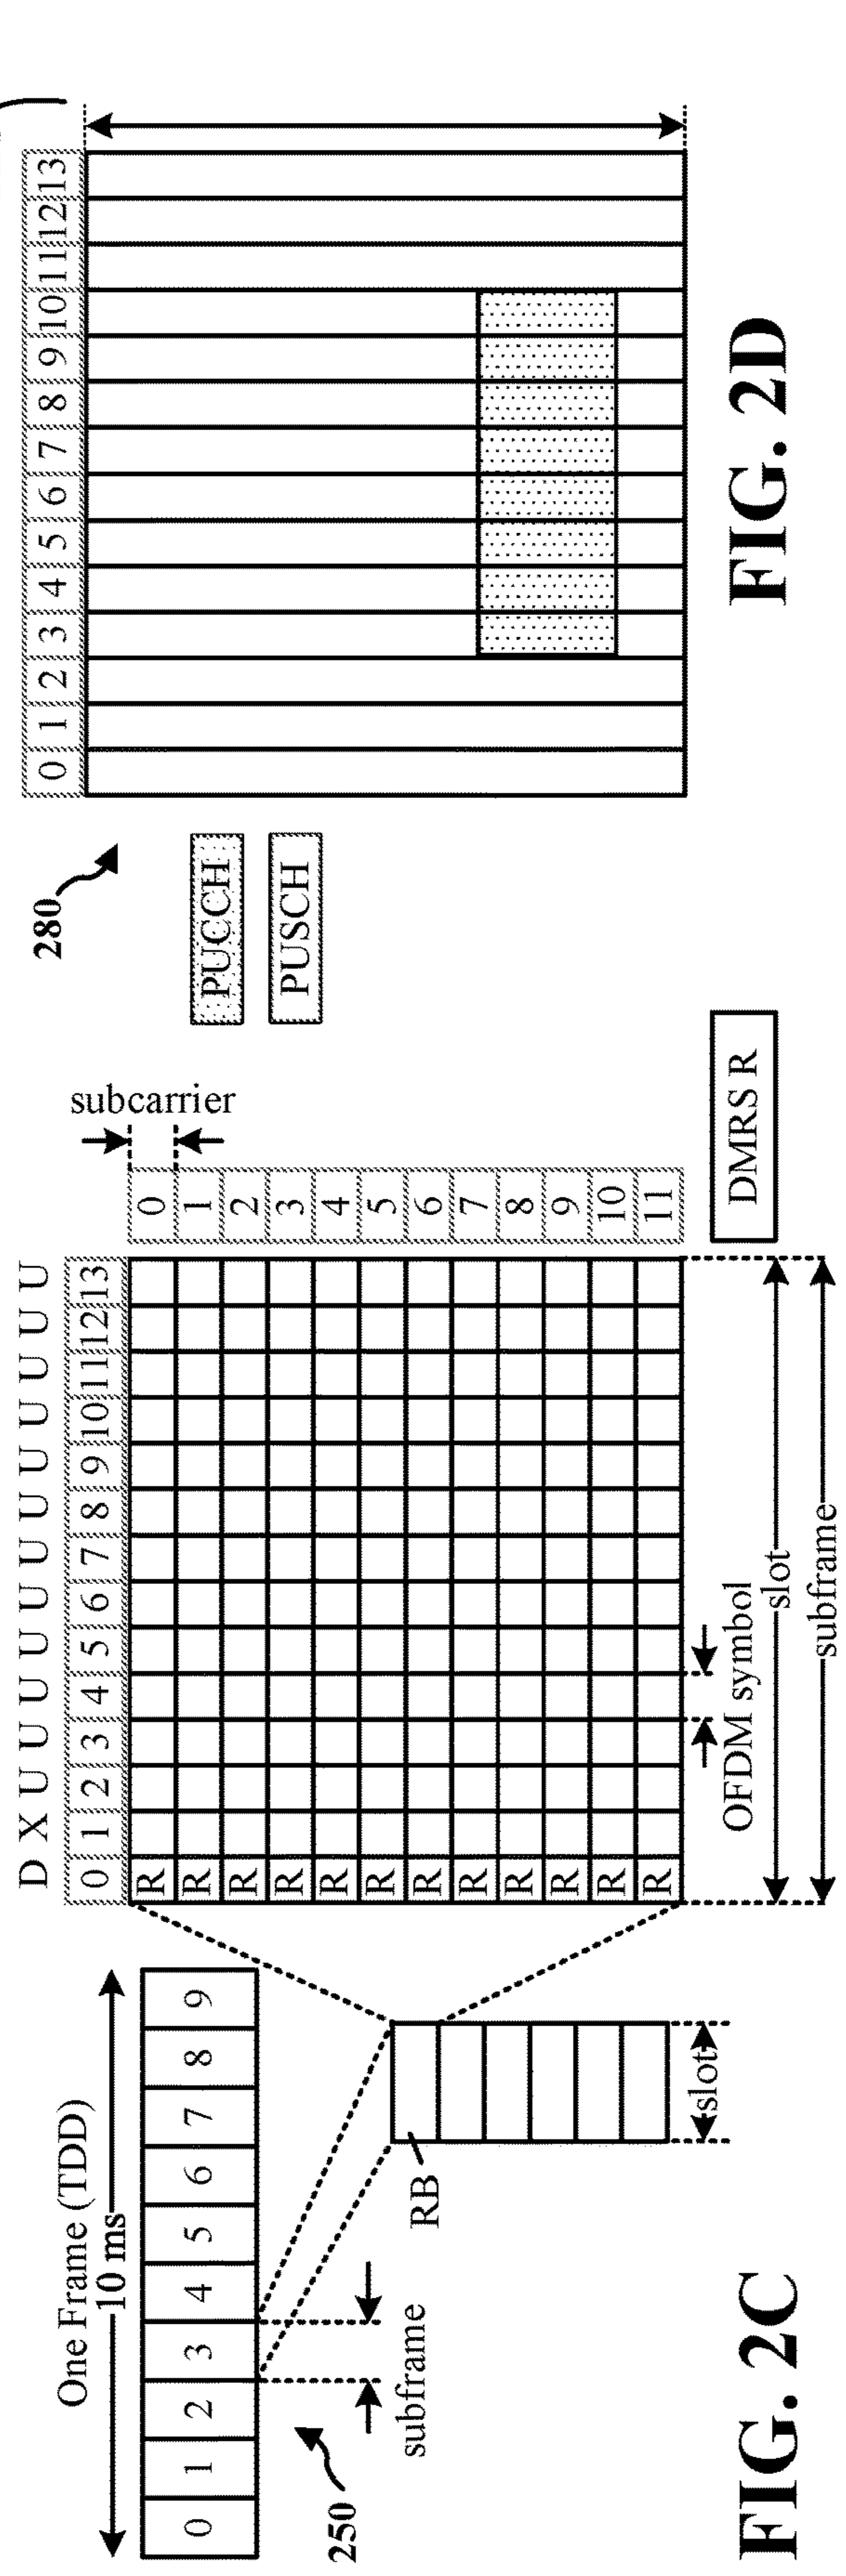 One Frame (TDD)
10 ms
0 1 2 3 4 5 6 7 8 9
250
subframe
RB
slot
D X U U U U U U U U U U U U
0 1 2 3 4 5 6 7 8 9 10 11 12 13
R
R
R
R
R
R
R
R
R
R
R
R
subcarrier
0
1
2
3
4
5
6
7
8
9
10
11
OFDM symbol
slot
subframe
DMRS R
FIG. 2C
280
PUCCH
PUSCH
0 1 2 3 4 5 6 7 8 9 10 11 12 13
FIG. 2D